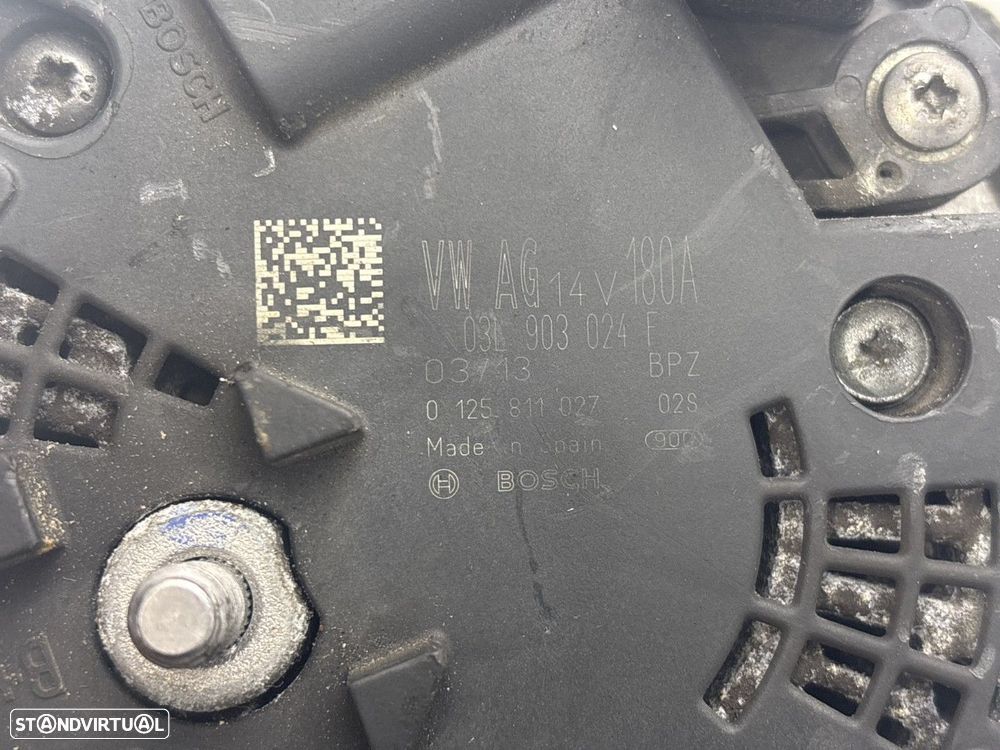 BOSCH
VW AG 14V 180A
03L 903 024 F
03/13 BPZ
0 125 811 027 02S
Made in Spain 900
BOSCH
B+
STANDVIRTUAL